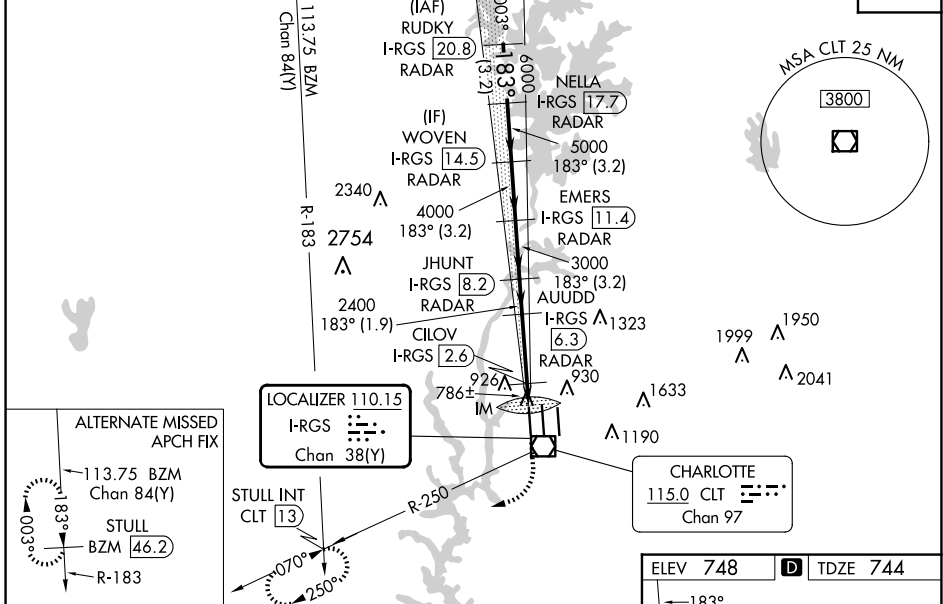 (IAF)
RUDKY
I-RGS 20.8
RADAR
(3.2)
003°
183°
6000
113.75 BZM
Chan 84(Y)
R-183
NELLA
I-RGS 17.7
RADAR
5000
183° (3.2)
(IF)
WOVEN
I-RGS 14.5
RADAR
4000
183° (3.2)
EMERS
I-RGS 11.4
RADAR
3000
183° (3.2)
JHUNT
I-RGS 8.2
RADAR
2400
183° (1.9)
AUUDD
I-RGS
6.3
RADAR
CILOV
I-RGS 2.6
2340
2754
1323
1999
1950
2041
1633
1190
930
926
786±
IM
MSA CLT 25 NM
3800
LOCALIZER 110.15
I-RGS
Chan 38(Y)
CHARLOTTE
115.0 CLT
Chan 97
R-250
STULL INT
CLT 13
070°
250°
ALTERNATE MISSED
APCH FIX
113.75 BZM
Chan 84(Y)
183°
003°
STULL
BZM 46.2
R-183
ELEV 748 D TDZE 744
183°